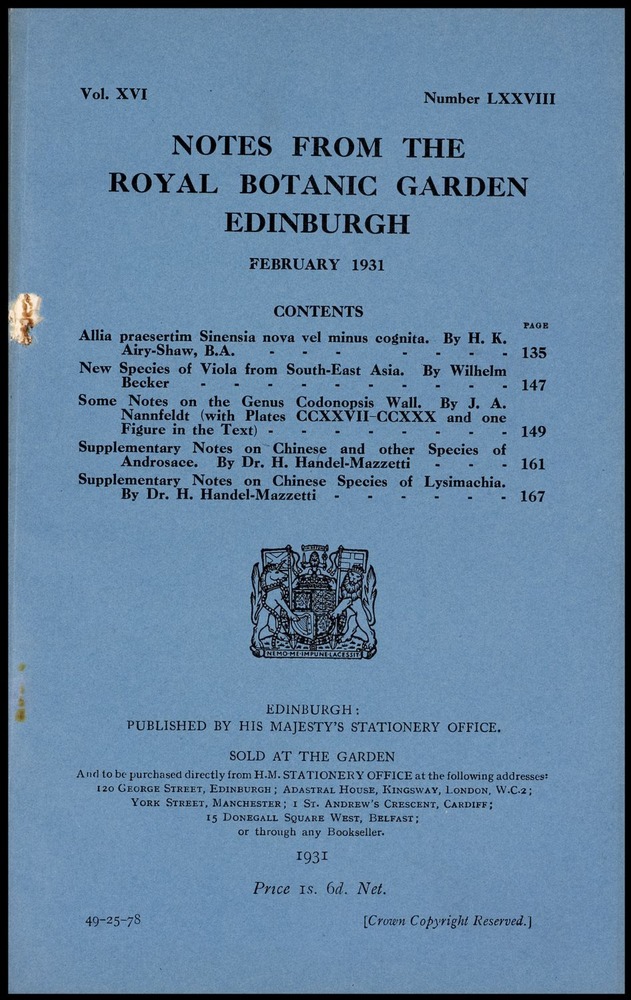 Vol. XVI
Number LXXVIII
NOTES FROM THE
ROYAL BOTANIC GARDEN
EDINBURGH
FEBRUARY 1931
CONTENTS
PAGE
Allia praesertim Sinensia nova vel minus cognita. By H. K.
Airy-Shaw, B.A. - - - - - - - 135
New Species of Viola from South-East Asia. By Wilhelm
Becker - - - - - - - - - - 147
Some Notes on the Genus Codonopsis Wall. By J. A.
Nannfeldt (with Plates CCXXVII–CCXXX and one
Figure in the Text) - - - - - - - - 149
Supplementary Notes on Chinese and other Species of
Androsace. By Dr. H. Handel-Mazzetti - - - 161
Supplementary Notes on Chinese Species of Lysimachia.
By Dr. H. Handel-Mazzetti - - - - - - 167
NEMO·ME·IMPUNE·LACESSIT
EDINBURGH:
PUBLISHED BY HIS MAJESTY'S STATIONERY OFFICE.
SOLD AT THE GARDEN
And to be purchased directly from H.M. STATIONERY OFFICE at the following addresses:
120 GEORGE STREET, EDINBURGH; ADASTRAL HOUSE, KINGSWAY, LONDON, W.C.2;
YORK STREET, MANCHESTER; 1 ST. ANDREW'S CRESCENT, CARDIFF;
15 DONEGALL SQUARE WEST, BELFAST;
or through any Bookseller.
1931
Price 1s. 6d. Net.
49-25-78
[Crown Copyright Reserved.]